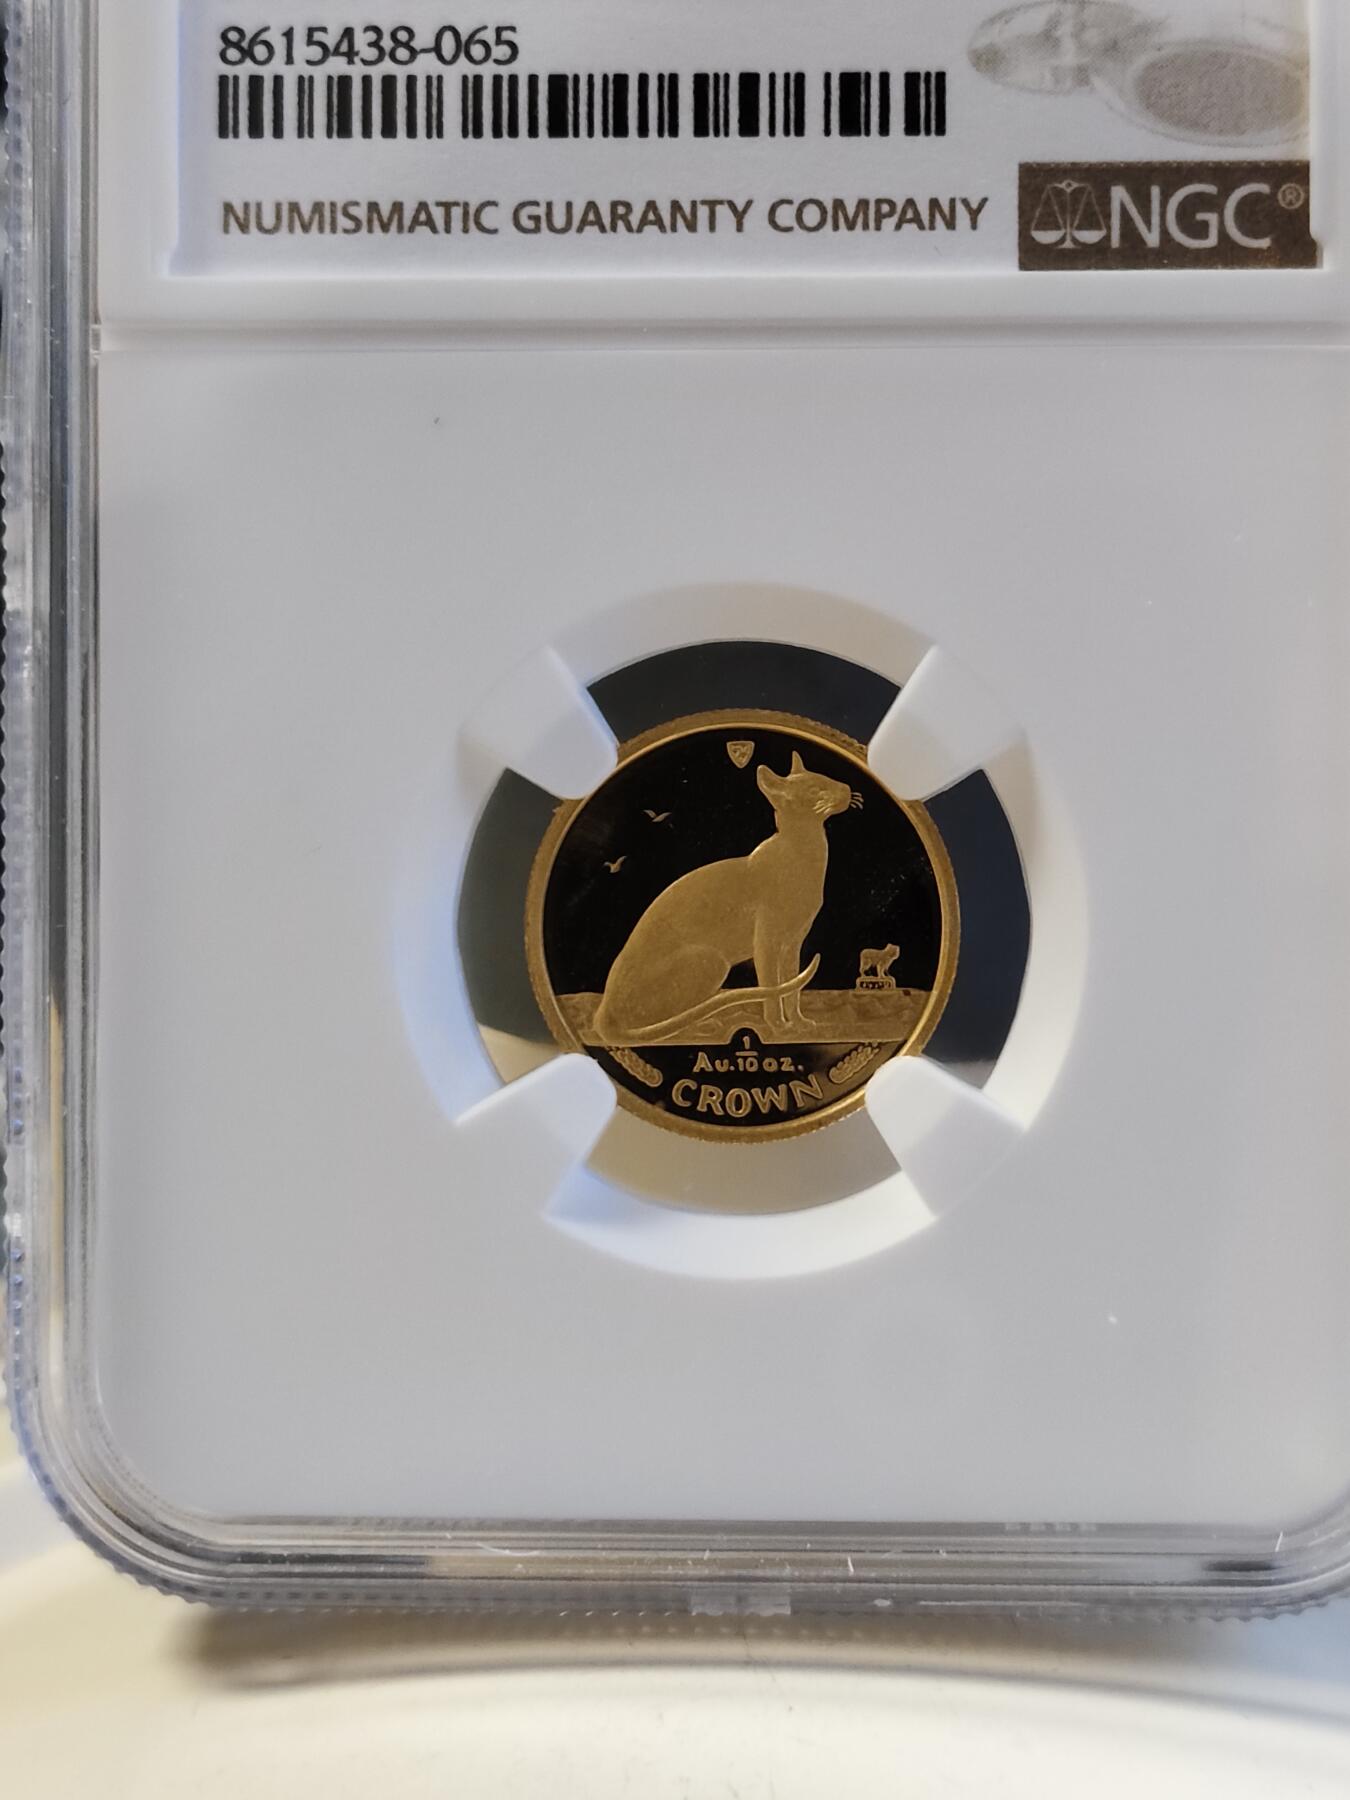 8615438-065
NUMISMATIC GUARANTY COMPANY
NGC®
1
Au.10 oz.
CROWN